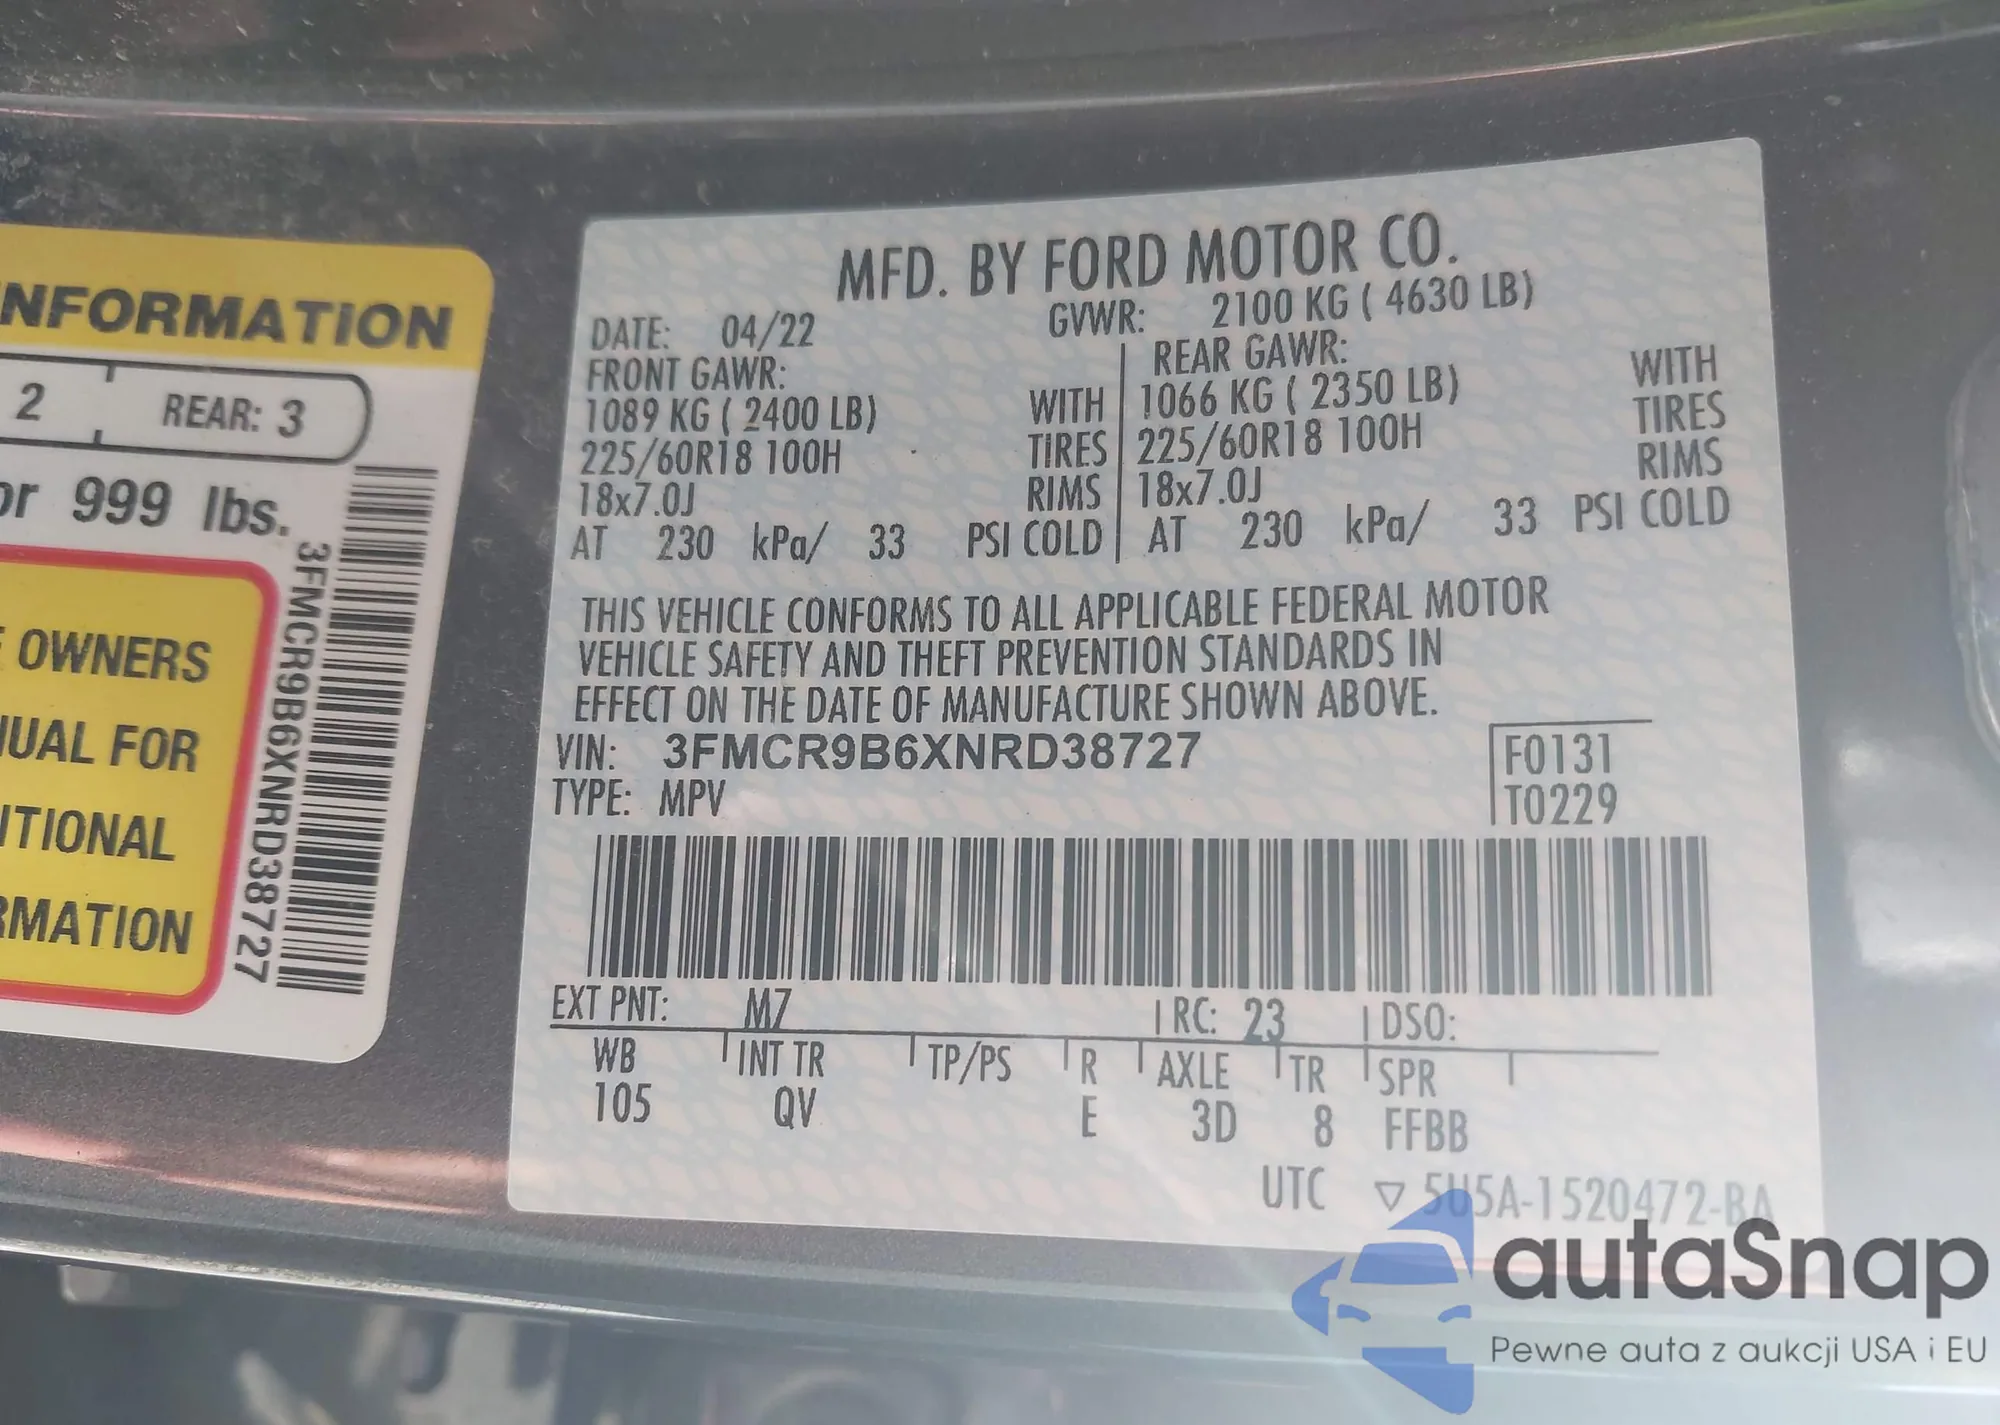 NFORMATION
2 REAR: 3
or 999 lbs.
OWNERS
UAL FOR
ITIONAL
RMATION
3FMCR9B6XNRD38727
MFD. BY FORD MOTOR CO.
DATE: 04/22 GVWR: 2100 KG ( 4630 LB)
FRONT GAWR: REAR GAWR:
1089 KG ( 2400 LB) WITH 1066 KG ( 2350 LB) WITH
225/60R18 100H TIRES 225/60R18 100H TIRES
18x7.0J RIMS 18x7.0J RIMS
AT 230 kPa/ 33 PSI COLD AT 230 kPa/ 33 PSI COLD
THIS VEHICLE CONFORMS TO ALL APPLICABLE FEDERAL MOTOR
VEHICLE SAFETY AND THEFT PREVENTION STANDARDS IN
EFFECT ON THE DATE OF MANUFACTURE SHOWN ABOVE.
VIN: 3FMCR9B6XNRD38727 F0131
TYPE: MPV T0229
EXT PNT: M7 RC: 23 DSO:
WB INT TR TP/PS R AXLE TR SPR
105 QV E 3D 8 FFBB
UTC ▽ 5U5A-1520472-BA
autaSnap
Pewne auta z aukcji USA i EU